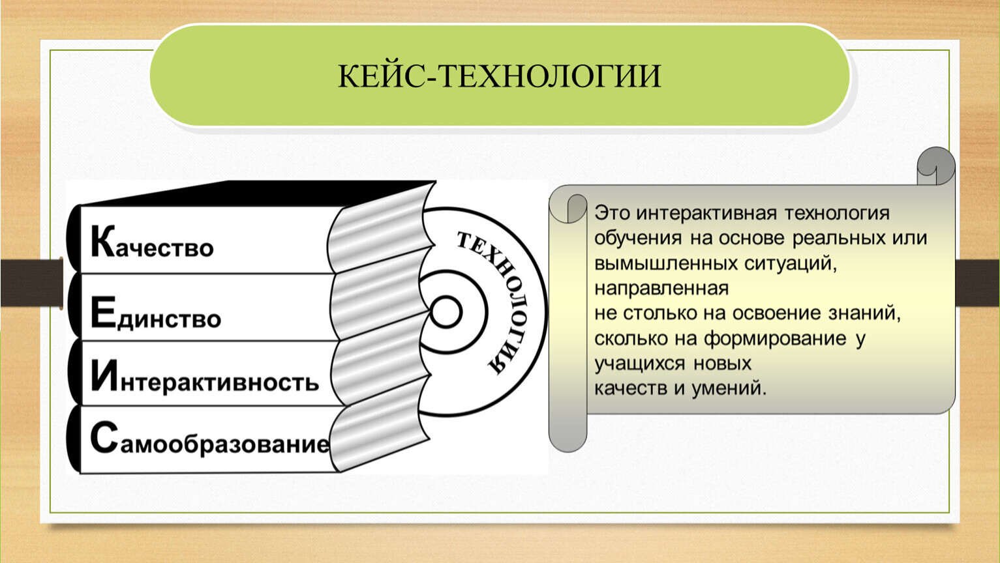 КЕЙС-ТЕХНОЛОГИИ
Качество
Единство
Интерактивность
Самообразование
ТЕХНОЛОГИЯ
Это интерактивная технология
обучения на основе реальных или
вымышленных ситуаций,
направленная
не столько на освоение знаний,
сколько на формирование у
учащихся новых
качеств и умений.